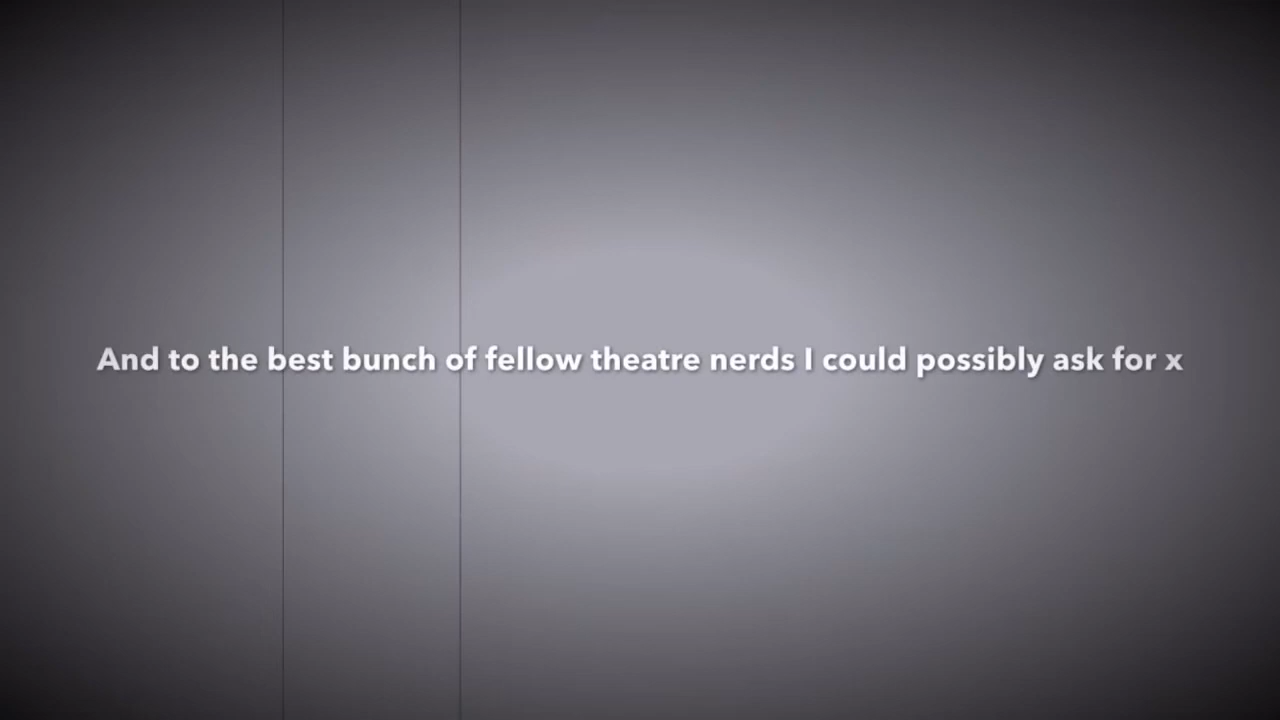 And to the best bunch of fellow theatre nerds I could possibly ask for x